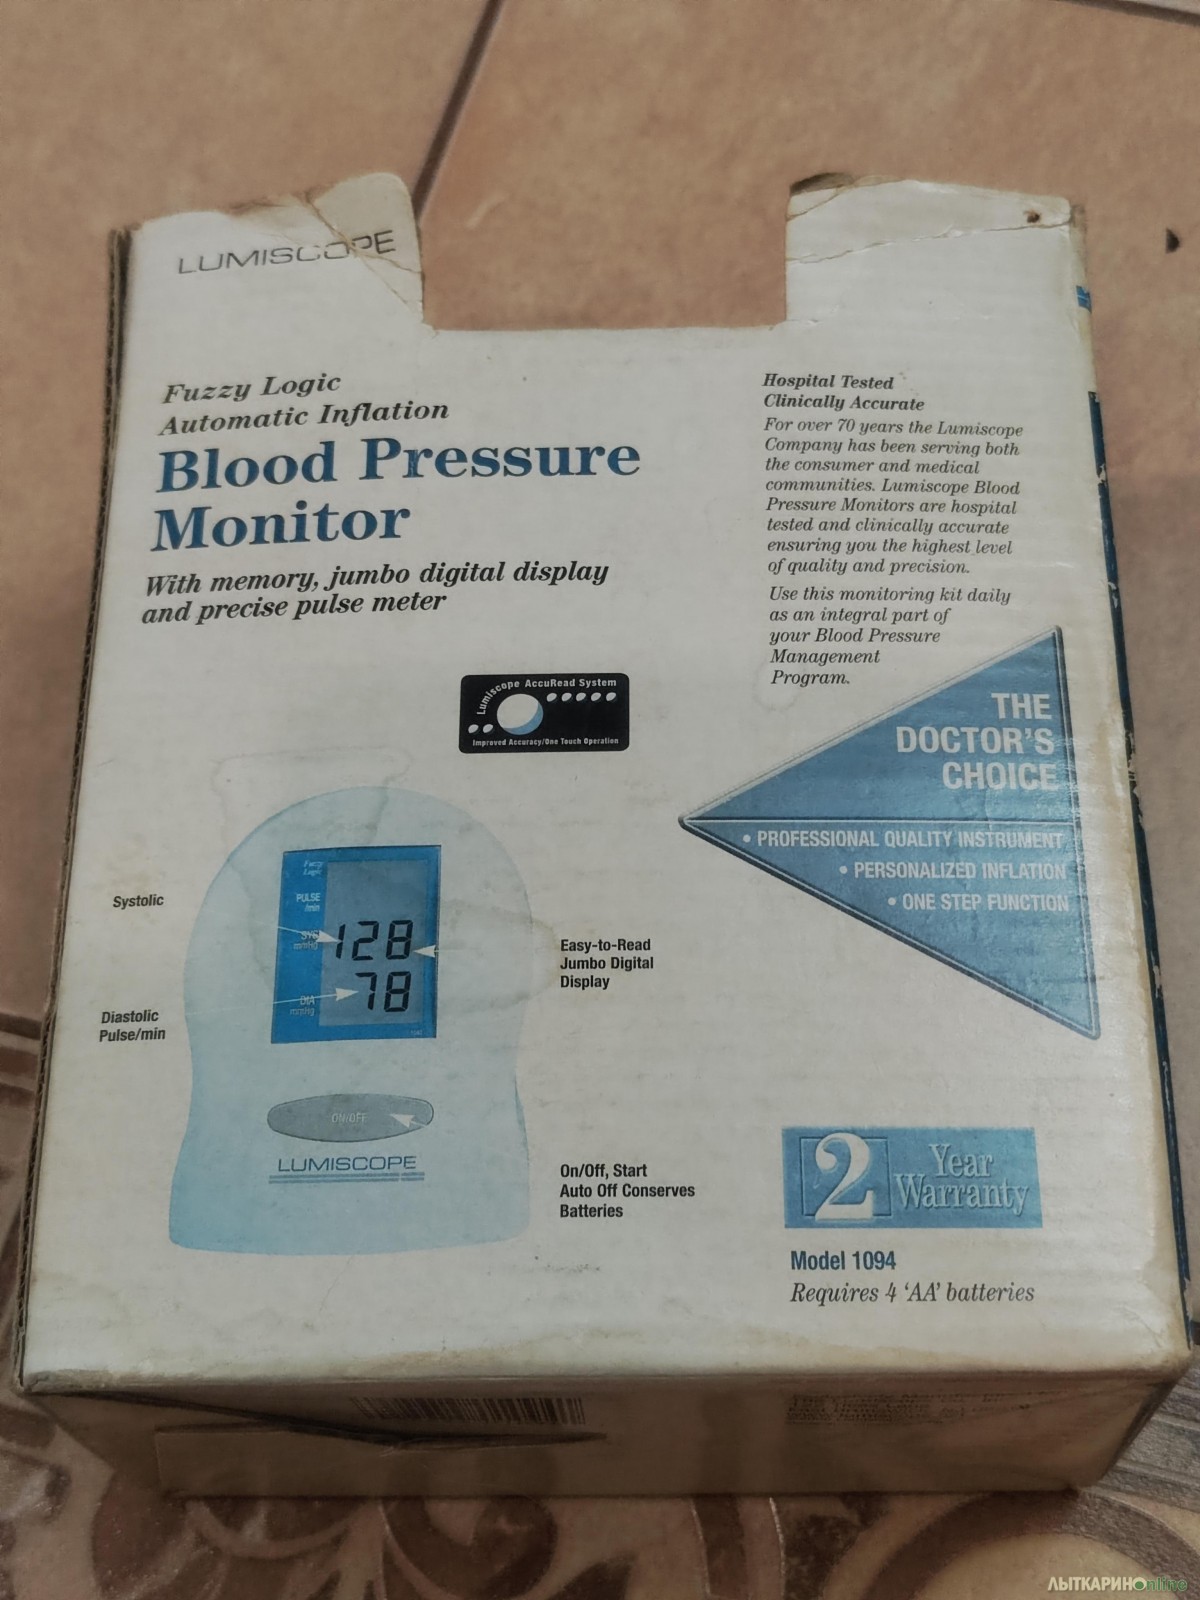 LUMISCOPE
Fuzzy Logic
Automatic Inflation
Blood Pressure
Monitor
With memory, jumbo digital display
and precise pulse meter
Hospital Tested
Clinically Accurate
For over 70 years the Lumiscope
Company has been serving both
the consumer and medical
communities. Lumiscope Blood
Pressure Monitors are hospital
tested and clinically accurate
ensuring you the highest level
of quality and precision.
Use this monitoring kit daily
as an integral part of
your Blood Pressure
Management
Program.
Lumiscope AccuRead System
Improved Accuracy/One Touch Operation
THE
DOCTOR'S
CHOICE
• PROFESSIONAL QUALITY INSTRUMENT
• PERSONALIZED INFLATION
• ONE STEP FUNCTION
Systolic
Diastolic
Pulse/min
Fuzzy
Logic
PULSE
/min
SYS
mmHg
128
DIA
mmHg
78
Easy-to-Read
Jumbo Digital
Display
ON/OFF
LUMISCOPE
On/Off, Start
Auto Off Conserves
Batteries
2 Year
Warranty
Model 1094
Requires 4 'AA' batteries
ЛЫТКАРИНОonline